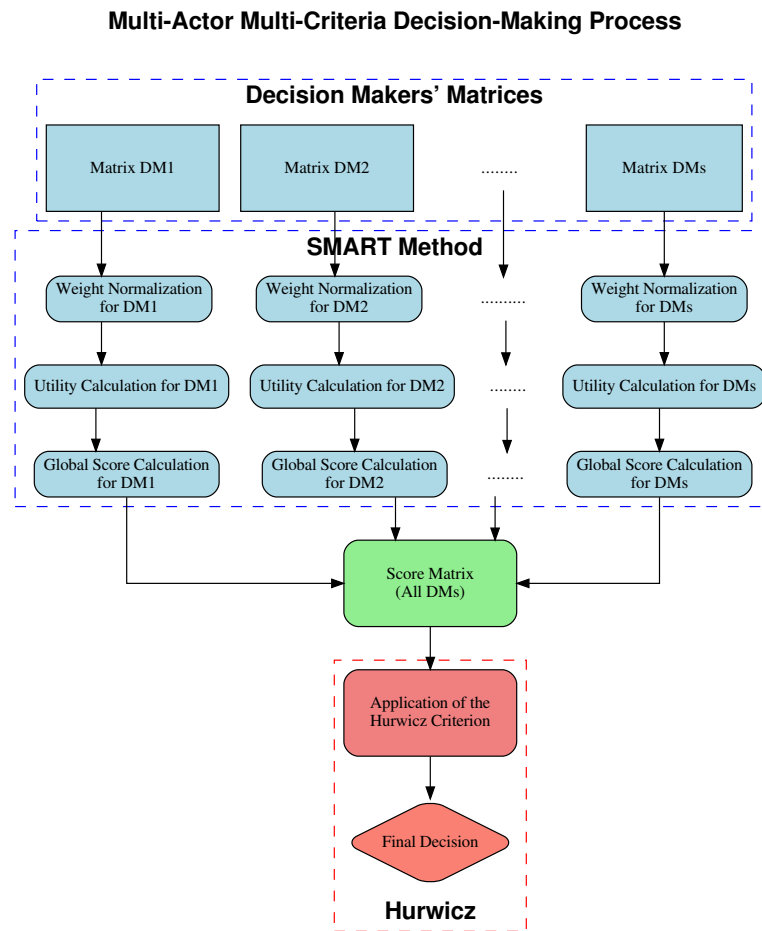 Multi-Actor Multi-Criteria Decision-Making Process
Decision Makers’ Matrices
Matrix DM1
Matrix DM2
........
Matrix DMs
SMART Method
Weight Normalization
for DM1
Weight Normalization
for DM2
..........
Weight Normalization
for DMs
Utility Calculation for DM1
Utility Calculation for DM2
........
Utility Calculation for DMs
Global Score Calculation
for DM1
Global Score Calculation
for DM2
........
Global Score Calculation
for DMs
Score Matrix
(All DMs)
Application of the
Hurwicz Criterion
Final Decision
Hurwicz